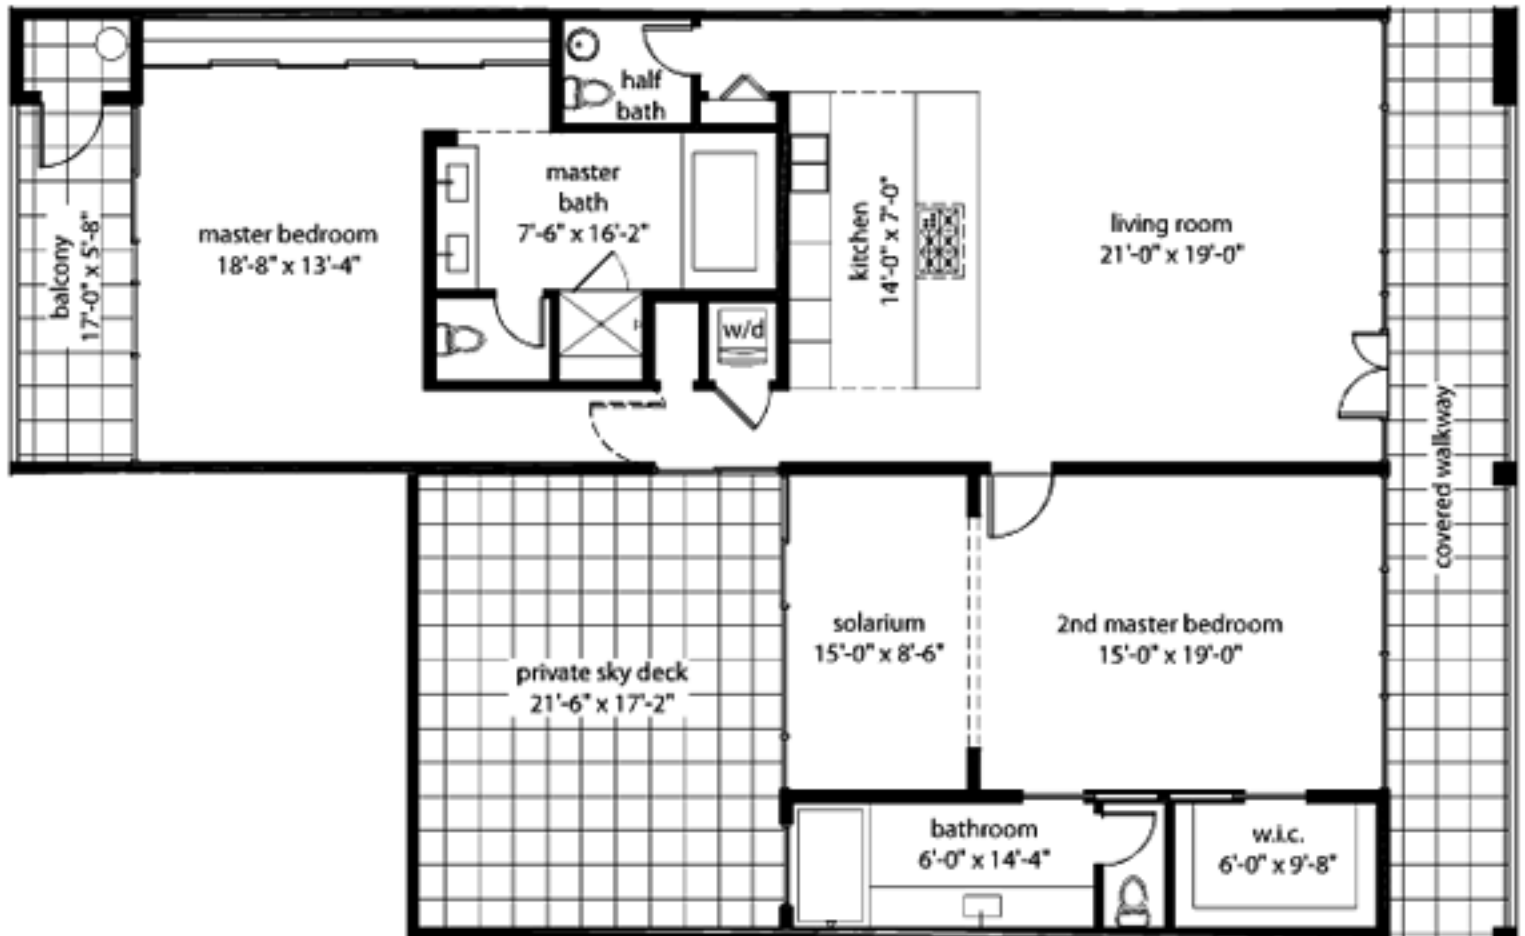 half
bath
master
bath
7'-6" x 16'-2"
master bedroom
18'-8" x 13'-4"
balcony
17'-0" x 5'-8"
kitchen
14'-0" x 7'-0"
living room
21'-0" x 19'-0"
w/d
covered walkway
solarium
15'-0" x 8'-6"
2nd master bedroom
15'-0" x 19'-0"
private sky deck
21'-6" x 17'-2"
bathroom
6'-0" x 14'-4"
w.i.c.
6'-0" x 9'-8"